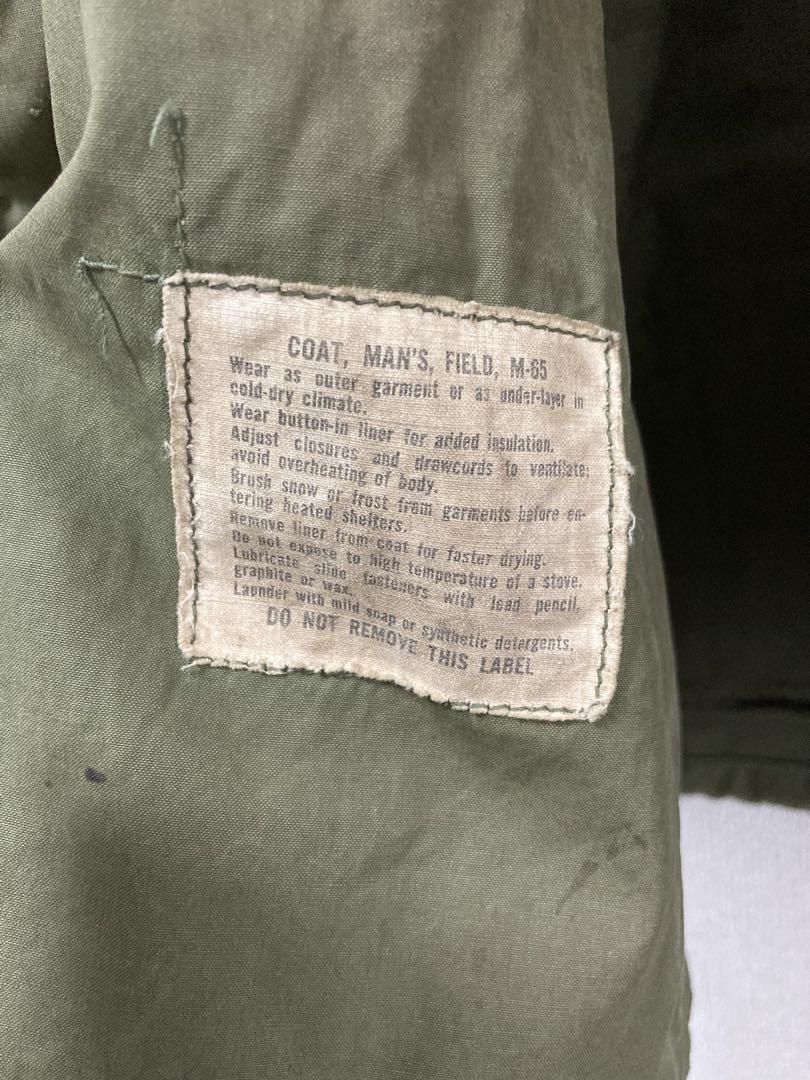 COAT, MAN'S, FIELD, M-65
Wear as outer garment or as under-layer in
cold-dry climate.
Wear button-in liner for added insulation.
Adjust closures and drawcords to ventilate;
avoid overheating of body.
Brush snow or frost from garments before en-
tering heated shelters.
Remove liner from coat for faster drying.
Do not expose to high temperature of a stove.
Lubricate slide fasteners with lead pencil,
graphite or wax.
Launder with mild soap or synthetic detergents.
DO NOT REMOVE THIS LABEL